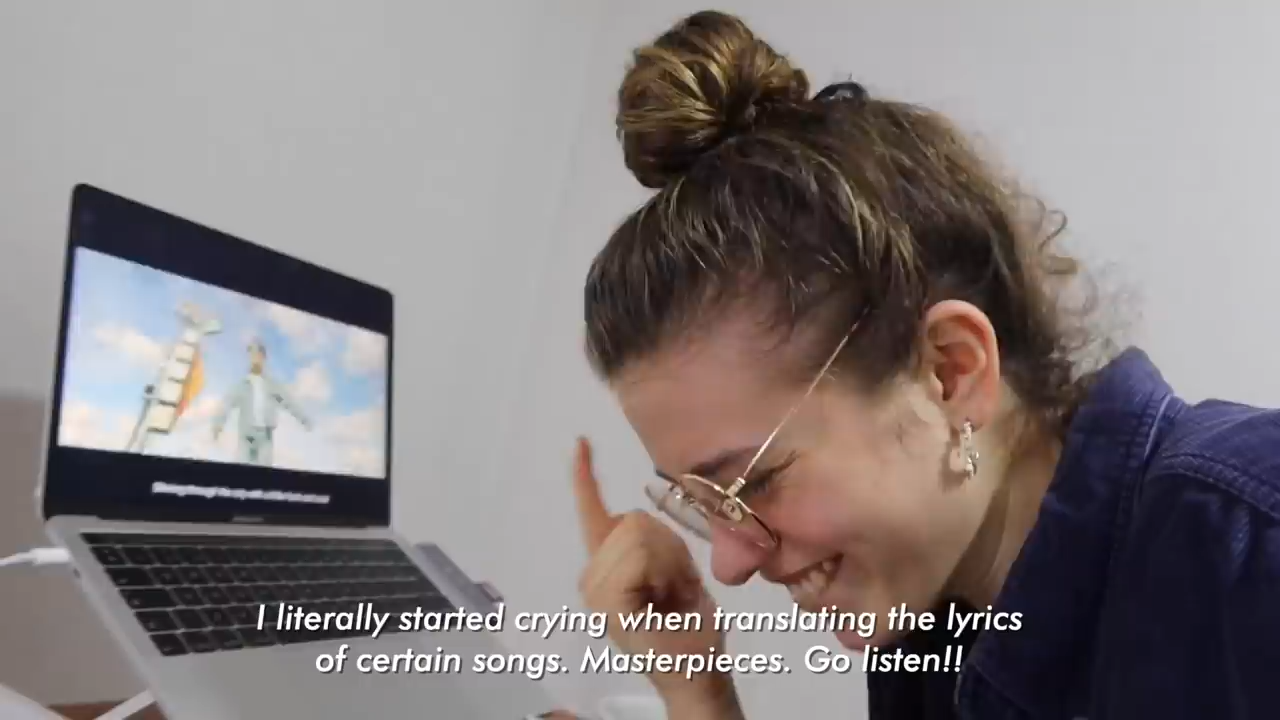 I literally started crying when translating the lyrics
of certain songs. Masterpieces. Go listen!!